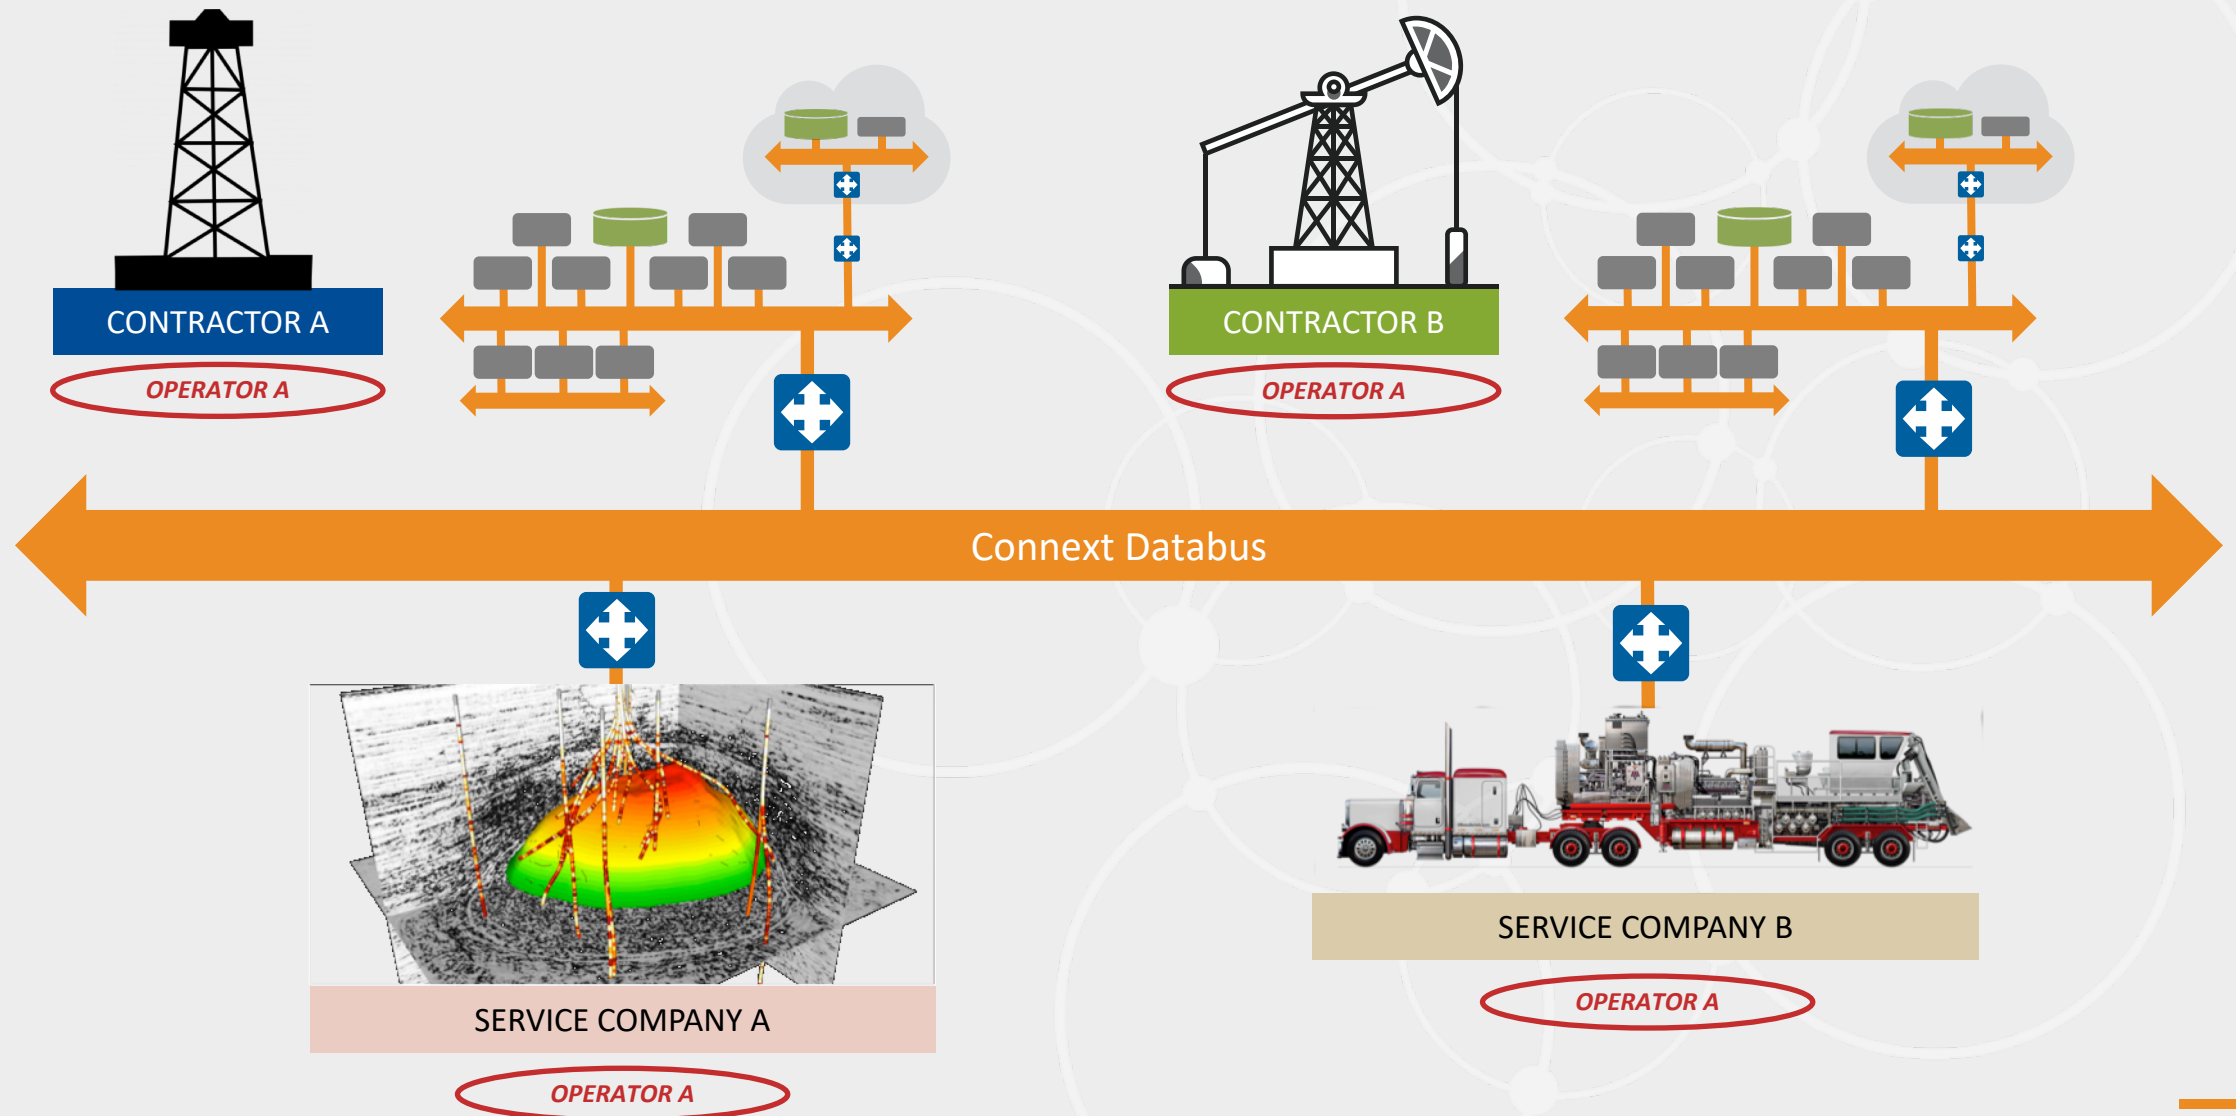 CONTRACTOR A
OPERATOR A
CONTRACTOR B
OPERATOR A
Connext Databus
SERVICE COMPANY A
OPERATOR A
SERVICE COMPANY B
OPERATOR A